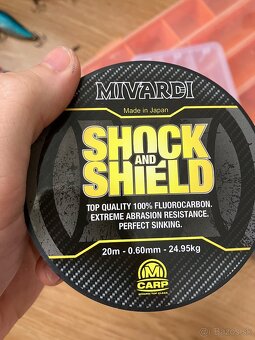 MIVARDI
Made in Japan
SHOCK
AND
SHIELD
TOP QUALITY 100% FLUOROCARBON.
EXTREME ABRASION RESISTANCE.
PERFECT SINKING.
20m - 0.60mm - 24.95kg
M
CARP